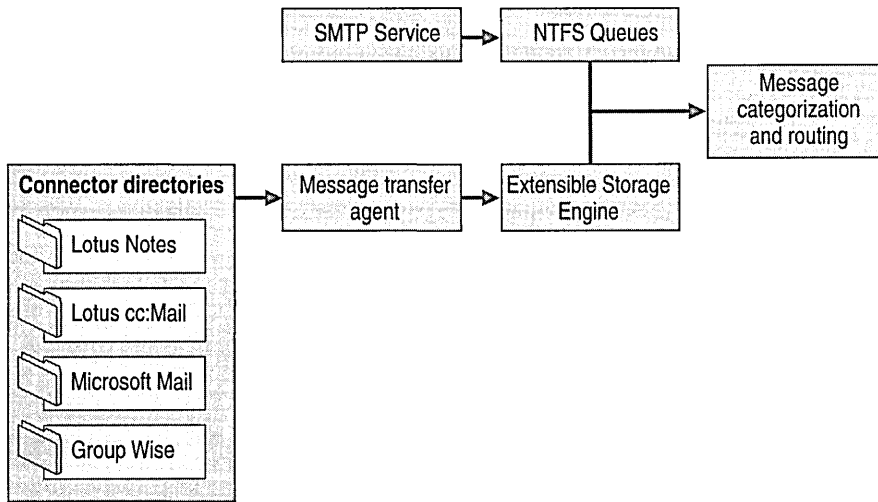 SMTP Service
NTFS Queues
Message
categorization
and routing
Connector directories
Lotus Notes
Lotus cc:Mail
Microsoft Mail
Group Wise
Message transfer
agent
Extensible Storage
Engine